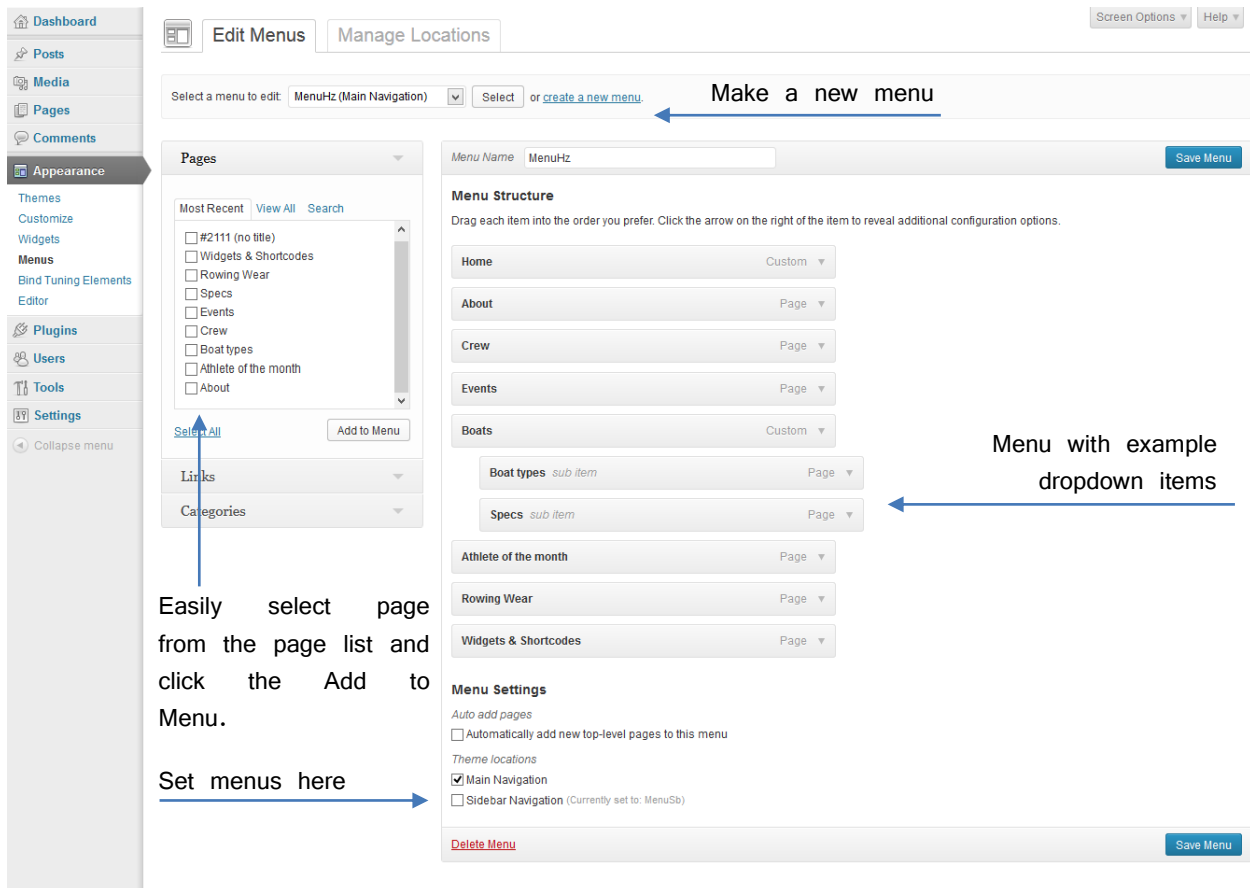 Dashboard
Posts
Media
Pages
Comments
Appearance
Themes
Customize
Widgets
Menus
Bind Tuning Elements
Editor
Plugins
Users
Tools
Settings
Collapse menu
Screen Options
Help
Edit Menus
Manage Locations
Select a menu to edit: MenuHz (Main Navigation) Select or create a new menu.
Make a new menu
Pages
Most Recent View All Search
#2111 (no title)
Widgets & Shortcodes
Rowing Wear
Specs
Events
Crew
Boat types
Athlete of the month
About
Select All
Add to Menu
Links
Categories
Easily select page
from the page list and
click the Add to
Menu.
Set menus here
Menu Name MenuHz
Save Menu
Menu Structure
Drag each item into the order you prefer. Click the arrow on the right of the item to reveal additional configuration options.
Home Custom
About Page
Crew Page
Events Page
Boats Custom
Boat types sub item Page
Specs sub item Page
Athlete of the month Page
Rowing Wear Page
Widgets & Shortcodes Page
Menu with example
dropdown items
Menu Settings
Auto add pages
Automatically add new top-level pages to this menu
Theme locations
Main Navigation
Sidebar Navigation (Currently set to: MenuSb)
Delete Menu
Save Menu